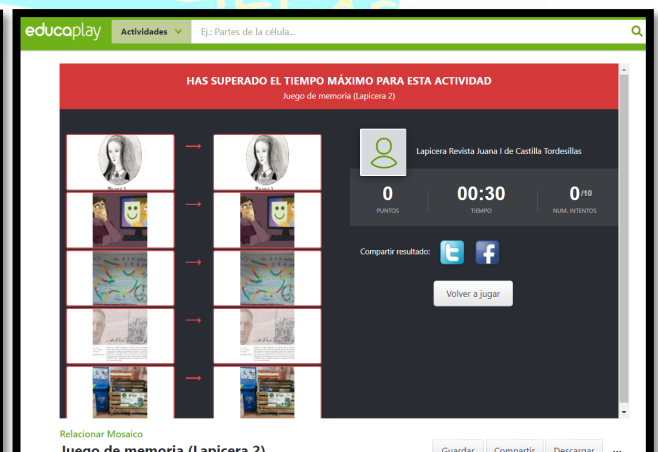 educaplay Actividades Ej.: Partes de la célula...
HAS SUPERADO EL TIEMPO MÁXIMO PARA ESTA ACTIVIDAD
Juego de memoria (Lapicera 2)
Lapicera Revista Juana I de Castilla Tordesillas
0 00:30 0/10
PUNTOS TIEMPO NUM. INTENTOS
Compartir resultado:
Volver a jugar
Relacionar Mosaico
Juego de memoria (Lapicera 2)
Guardar Compartir Descargar ...